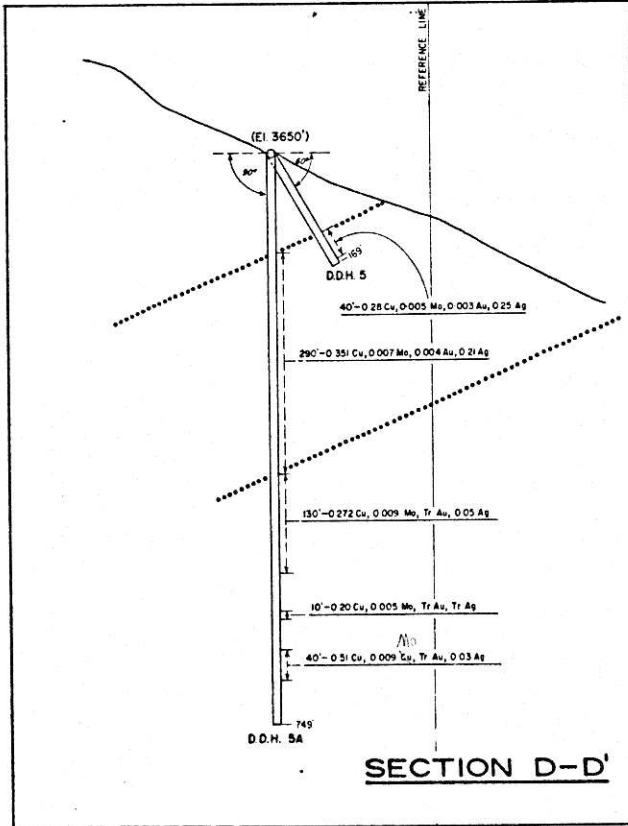 REFERENCE LINE
(El. 3650')
90°
60°
169'
D.D.H. 5
40'-0.28 Cu, 0.005 Mo, 0.003 Au, 0.25 Ag
290'-0.351 Cu, 0.007 Mo, 0.004 Au, 0.21 Ag
130'-0.272 Cu, 0.009 Mo, Tr Au, 0.05 Ag
10'-0.20 Cu, 0.005 Mo, Tr Au, Tr Ag
Mo
40'-0.51 Cu, 0.009 Cu, Tr Au, 0.03 Ag
749'
D.D.H. 5A
SECTION D-D'